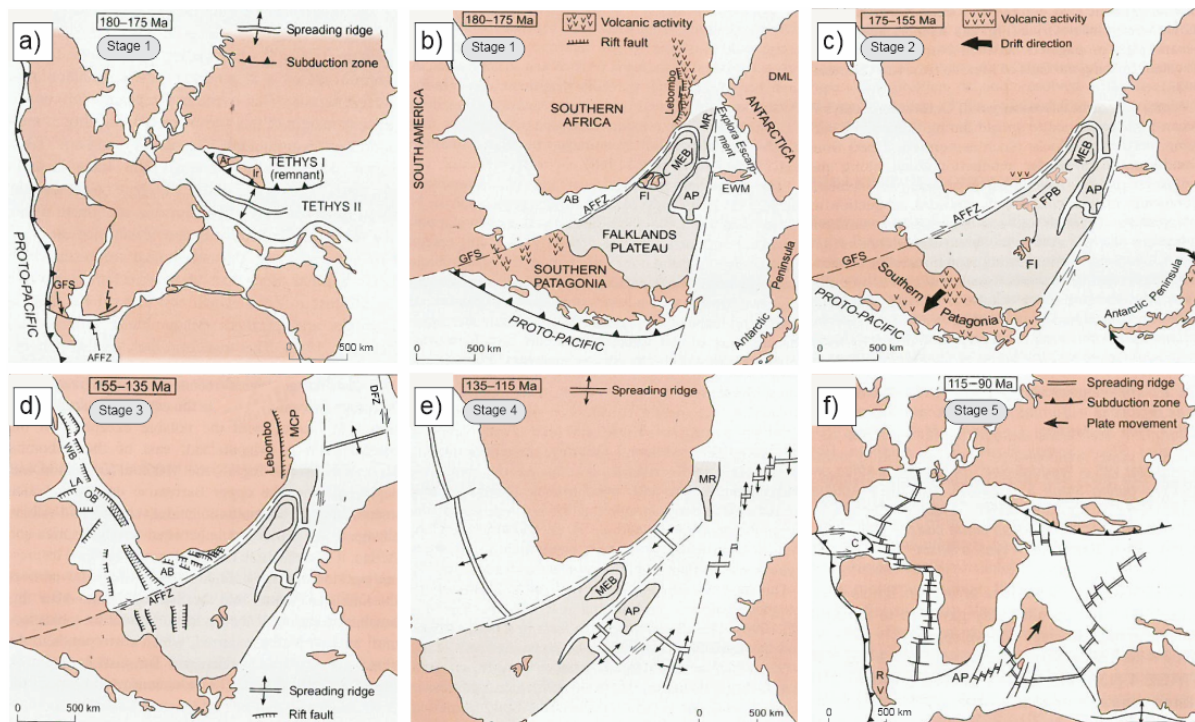 a)
180–175 Ma
Stage 1
Spreading ridge
Subduction zone
Af
Ir
TETHYS I
(remnant)
TETHYS II
PROTO-PACIFIC
GFS
L
AFFZ
0 500 km
b)
180–175 Ma
Stage 1
Volcanic activity
Rift fault
SOUTH AMERICA
SOUTHERN
AFRICA
Lebombo
DML
ANTARCTICA
MR
Explora Escarp-
ment
MEB
EWM
AB
AFFZ
FI
AP
FALKLANDS
PLATEAU
GFS
SOUTHERN
PATAGONIA
PROTO-PACIFIC
Antarctic
Peninsula
0 500 km
c)
175–155 Ma
Stage 2
Volcanic activity
Drift direction
MEB
FPB
AP
AFFZ
GFS
FI
Southern
Patagonia
PROTO-PACIFIC
Antarctic Peninsula
0 500 km
d)
155–135 Ma
Stage 3
DFZ
Lebombo
MCP
WB
LA
OB
AB
AFFZ
Spreading ridge
Rift fault
0 500 km
e)
135–115 Ma
Stage 4
Spreading ridge
MR
MEB
AP
0 500 km
f)
115–90 Ma
Stage 5
Spreading ridge
Subduction zone
Plate movement
C
AP
R
V
0 500 km